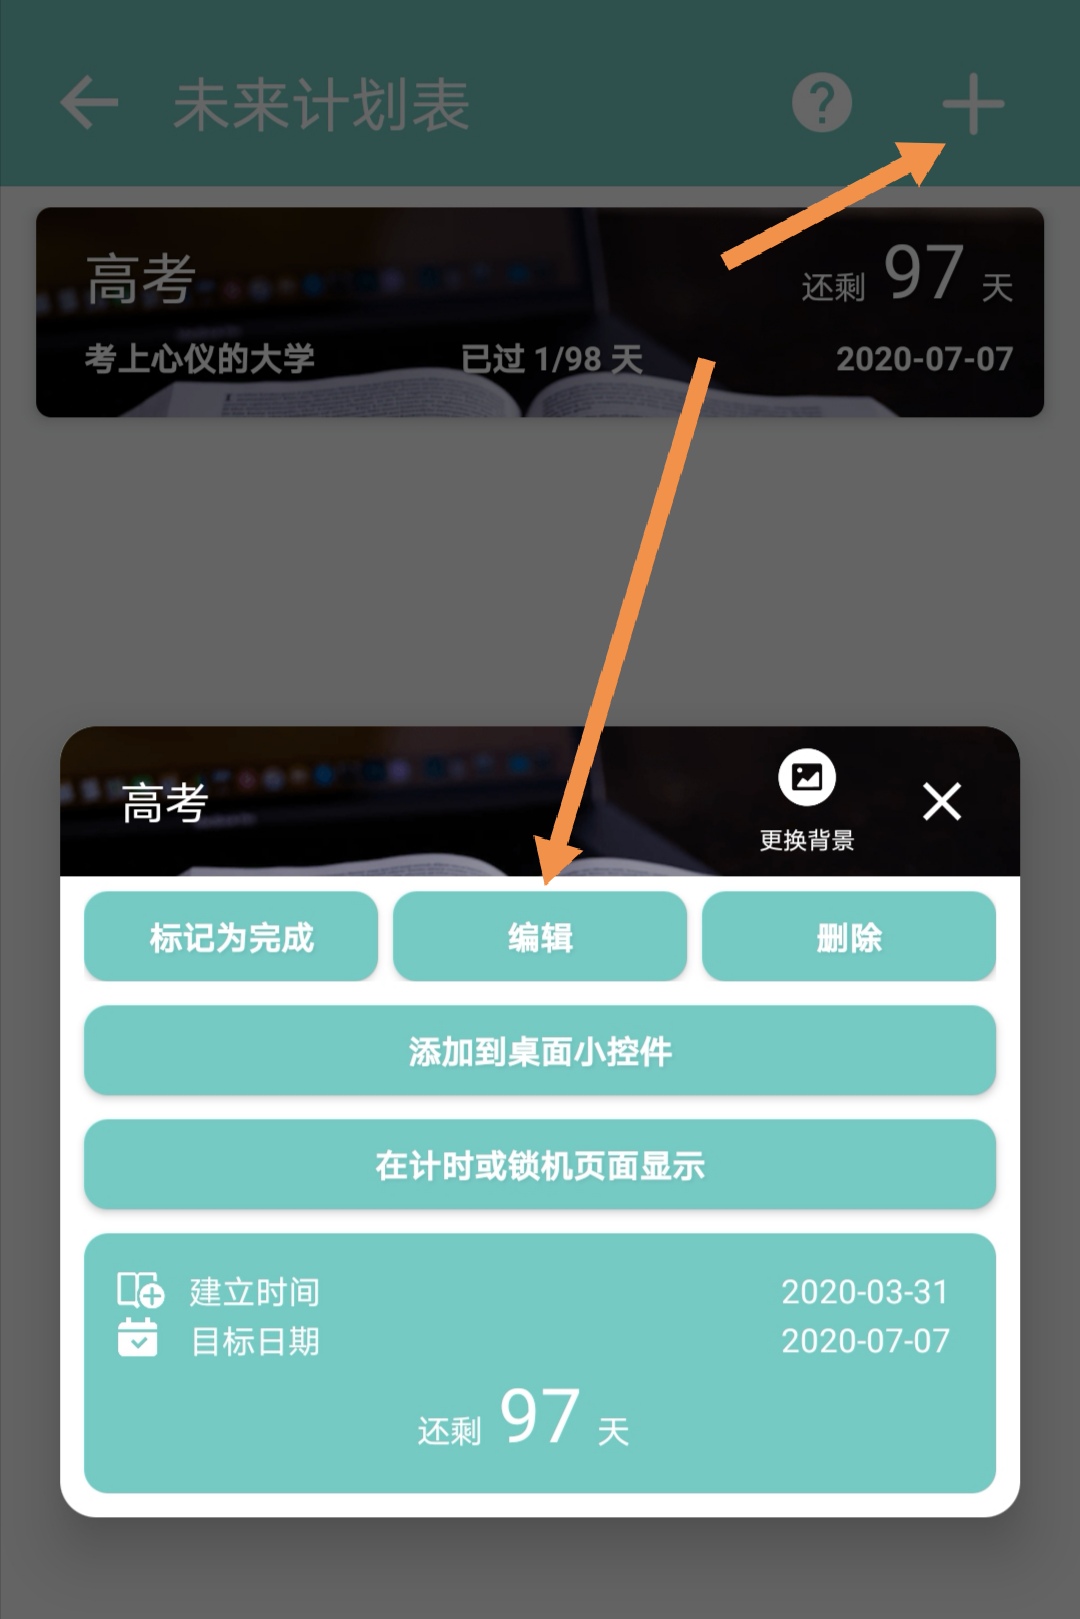 未来计划表
高考 还剩 97 天
考上心仪的大学 已过 1/98 天 2020-07-07
高考
更换背景
标记为完成 编辑 删除
添加到桌面小控件
在计时或锁机页面显示
建立时间 2020-03-31
目标日期 2020-07-07
还剩 97 天